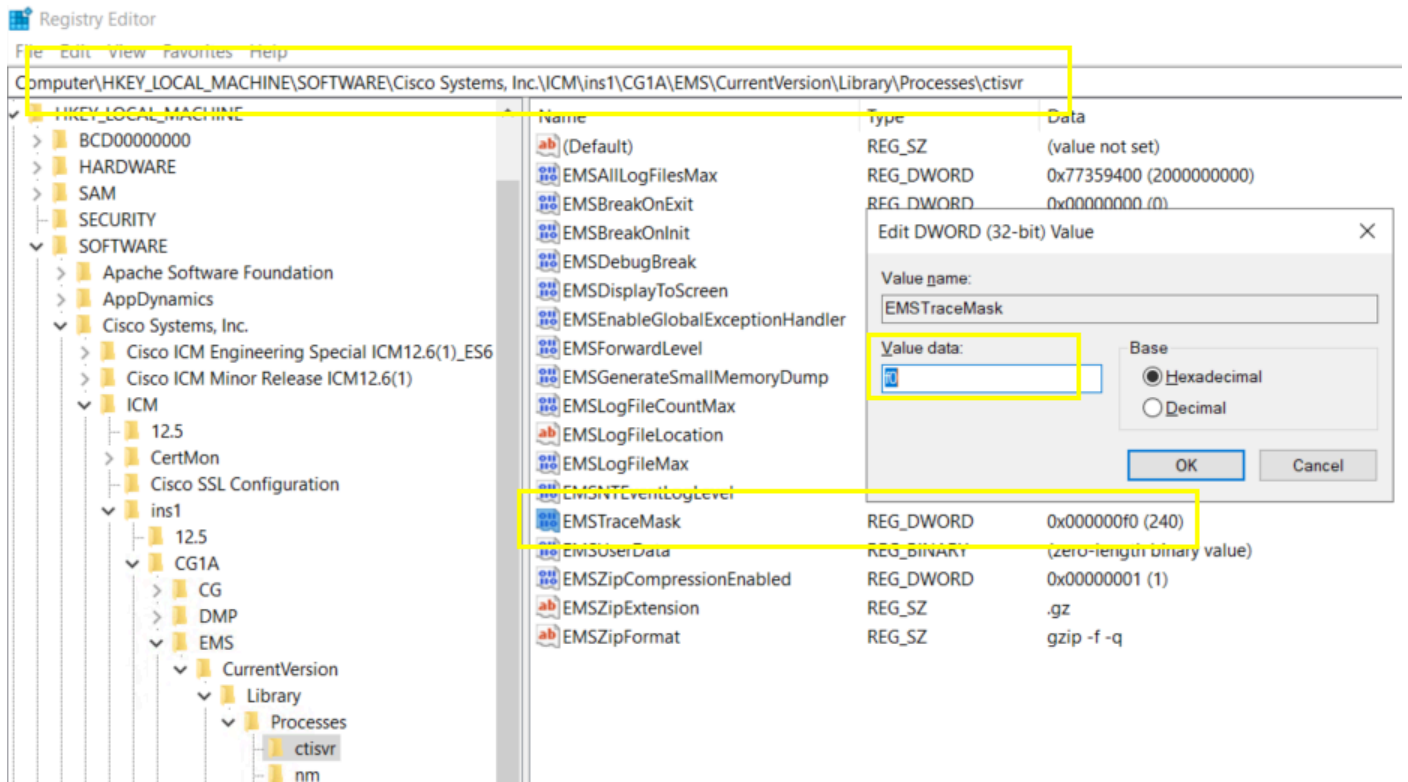 Registry Editor
File Edit View Favorites Help
Computer\HKEY_LOCAL_MACHINE\SOFTWARE\Cisco Systems, Inc.\ICM\ins1\CG1A\EMS\CurrentVersion\Library\Processes\ctisvr
HKEY_LOCAL_MACHINE
BCD00000000
HARDWARE
SAM
SECURITY
SOFTWARE
Apache Software Foundation
AppDynamics
Cisco Systems, Inc.
Cisco ICM Engineering Special ICM12.6(1)_ES6
Cisco ICM Minor Release ICM12.6(1)
ICM
12.5
CertMon
Cisco SSL Configuration
ins1
12.5
CG1A
CG
DMP
EMS
CurrentVersion
Library
Processes
ctisvr
nm
Name Type Data
(Default) REG_SZ (value not set)
EMSAllLogFilesMax REG_DWORD 0x77359400 (2000000000)
EMSBreakOnExit REG_DWORD 0x00000000 (0)
EMSBreakOnInit
EMSDebugBreak
EMSDisplayToScreen
EMSEnableGlobalExceptionHandler
EMSForwardLevel
EMSGenerateSmallMemoryDump
EMSLogFileCountMax
EMSLogFileLocation
EMSLogFileMax
EMSNTEventLogLevel
EMSTraceMask REG_DWORD 0x000000f0 (240)
EMSUserData REG_BINARY (zero-length binary value)
EMSZipCompressionEnabled REG_DWORD 0x00000001 (1)
EMSZipExtension REG_SZ .gz
EMSZipFormat REG_SZ gzip -f -q
Edit DWORD (32-bit) Value
Value name:
EMSTraceMask
Value data:
f0
Base
Hexadecimal
Decimal
OK Cancel